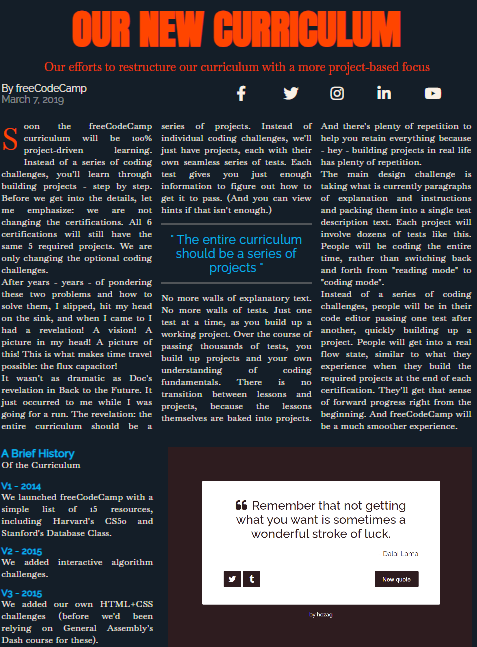 OUR NEW CURRICULUM
Our efforts to restructure our curriculum with a more project-based focus
By freeCodeCamp
March 7, 2019
Soon the freeCodeCamp
curriculum will be 100%
project-driven learning.
Instead of a series of coding
challenges, you'll learn through
building projects - step by step.
Before we get into the details, let
me emphasize: we are not
changing the certifications. All 6
certifications will still have the
same 5 required projects. We are
only changing the optional coding
challenges.
After years - years - of pondering
these two problems and how to
solve them, I slipped, hit my head
on the sink, and when I came to I
had a revelation! A vision! A
picture in my head! A picture of
this! This is what makes time travel
possible: the flux capacitor!
It wasn't as dramatic as Doc's
revelation in Back to the Future. It
just occurred to me while I was
going for a run. The revelation: the
entire curriculum should be a
series of projects. Instead of
individual coding challenges, we'll
just have projects, each with their
own seamless series of tests. Each
test gives you just enough
information to figure out how to
get it to pass. (And you can view
hints if that isn't enough.)
" The entire curriculum
should be a series of
projects "
No more walls of explanatory text.
No more walls of tests. Just one
test at a time, as you build up a
working project. Over the course of
passing thousands of tests, you
build up projects and your own
understanding of coding
fundamentals. There is no
transition between lessons and
projects, because the lessons
themselves are baked into projects.
And there's plenty of repetition to
help you retain everything because
- hey - building projects in real life
has plenty of repetition.
The main design challenge is
taking what is currently paragraphs
of explanation and instructions
and packing them into a single test
description text. Each project will
involve dozens of tests like this.
People will be coding the entire
time, rather than switching back
and forth from "reading mode" to
"coding mode".
Instead of a series of coding
challenges, people will be in their
code editor passing one test after
another, quickly building up a
project. People will get into a real
flow state, similar to what they
experience when they build the
required projects at the end of each
certification. They'll get that sense
of forward progress right from the
beginning. And freeCodeCamp will
be a much smoother experience.
A Brief History
Of the Curriculum
V1 - 2014
We launched freeCodeCamp with a
simple list of 15 resources,
including Harvard's CS50 and
Stanford's Database Class.
V2 - 2015
We added interactive algorithm
challenges.
V3 - 2015
We added our own HTML+CSS
challenges (before we'd been
relying on General Assembly's
Dash course for these).
“ Remember that not getting
what you want is sometimes a
wonderful stroke of luck.
Dalai Lama
New quote
by hezag